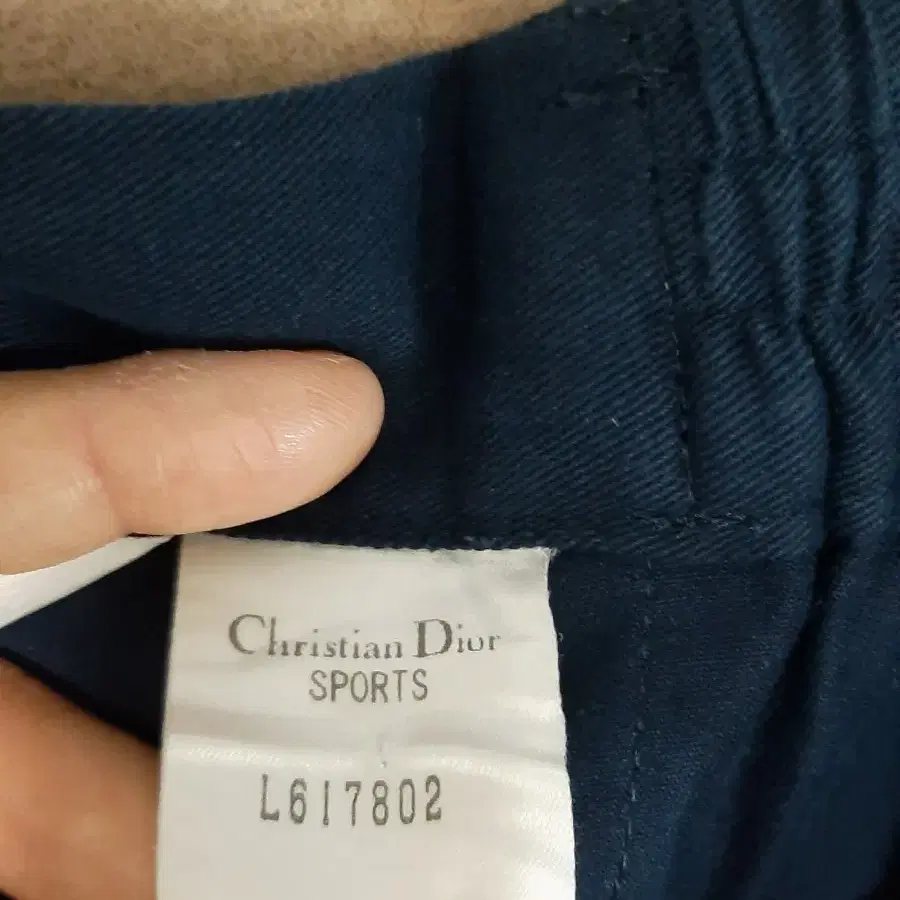 Christian Dior
SPORTS
L617802